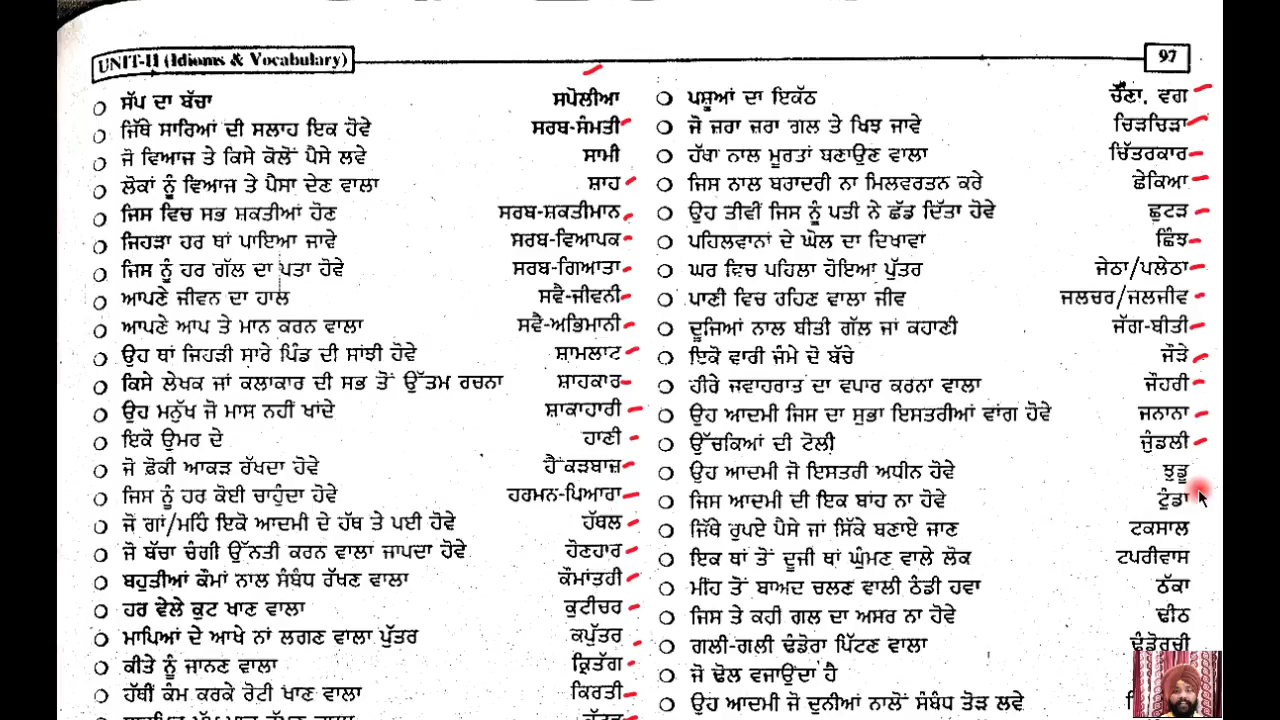 UNIT-II (Idioms & Vocabulary)
97
ਸੱਪ ਦਾ ਬੱਚਾ ਸਪੋਲੀਆ
ਜਿੱਥੇ ਸਾਰਿਆਂ ਦੀ ਸਲਾਹ ਇਕ ਹੋਵੇ ਸਰਬ-ਸੰਮਤੀ
ਜੋ ਵਿਆਜ ਤੇ ਕਿਸੇ ਕੋਲੋਂ ਪੈਸੇ ਲਵੇ ਸਾਮੀ
ਲੋਕਾਂ ਨੂੰ ਵਿਆਜ ਤੇ ਪੈਸਾ ਦੇਣ ਵਾਲਾ ਸ਼ਾਹ
ਜਿਸ ਵਿਚ ਸਭ ਸ਼ਕਤੀਆਂ ਹੋਣ ਸਰਬ-ਸ਼ਕਤੀਮਾਨ
ਜਿਹੜਾ ਹਰ ਥਾਂ ਪਾਇਆ ਜਾਵੇ ਸਰਬ-ਵਿਆਪਕ
ਜਿਸ ਨੂੰ ਹਰ ਗੱਲ ਦਾ ਪਤਾ ਹੋਵੇ ਸਰਬ-ਗਿਆਤਾ
ਆਪਣੇ ਜੀਵਨ ਦਾ ਹਾਲ ਸਵੈ-ਜੀਵਨੀ
ਆਪਣੇ ਆਪ ਤੇ ਮਾਨ ਕਰਨ ਵਾਲਾ ਸਵੈ-ਅਭਿਮਾਨੀ
ਉਹ ਥਾਂ ਜਿਹੜੀ ਸਾਰੇ ਪਿੰਡ ਦੀ ਸਾਂਝੀ ਹੋਵੇ ਸ਼ਾਮਲਾਟ
ਕਿਸੇ ਲੇਖਕ ਜਾਂ ਕਲਾਕਾਰ ਦੀ ਸਭ ਤੋਂ ਉੱਤਮ ਰਚਨਾ ਸ਼ਾਹਕਾਰ
ਉਹ ਮਨੁੱਖ ਜੋ ਮਾਸ ਨਹੀਂ ਖਾਂਦੇ ਸ਼ਾਕਾਹਾਰੀ
ਇਕੋ ਉਮਰ ਦੇ ਹਾਣੀ
ਜੋ ਫ਼ੋਕੀ ਆਕੜ ਰੱਖਦਾ ਹੋਵੇ ਹੈਂਕੜਬਾਜ਼
ਜਿਸ ਨੂੰ ਹਰ ਕੋਈ ਚਾਹੁੰਦਾ ਹੋਵੇ ਹਰਮਨ-ਪਿਆਰਾ
ਜੋ ਗਾਂ/ਮਹਿੰ ਇਕੋ ਆਦਮੀ ਦੇ ਹੱਥ ਤੇ ਪਈ ਹੋਵੇ ਹੱਥਲ
ਜੋ ਬੱਚਾ ਚੰਗੀ ਉੱਨਤੀ ਕਰਨ ਵਾਲਾ ਜਾਪਦਾ ਹੋਵੇ ਹੋਣਹਾਰ
ਬਹੁਤੀਆਂ ਕੌਮਾਂ ਨਾਲ ਸੰਬੰਧ ਰੱਖਣ ਵਾਲਾ ਕੌਮਾਂਤਰੀ
ਹਰ ਵੇਲੇ ਕੁਟ ਖਾਣ ਵਾਲਾ ਕੁਟੀਚਰ
ਮਾਪਿਆਂ ਦੇ ਆਖੇ ਨਾਂ ਲਗਣ ਵਾਲਾ ਪੁੱਤਰ ਕਪੁੱਤਰ
ਕੀਤੇ ਨੂੰ ਜਾਨਣ ਵਾਲਾ ਕ੍ਰਿਤੱਗ
ਹੱਥੀਂ ਕੰਮ ਕਰਕੇ ਰੋਟੀ ਖਾਣ ਵਾਲਾ ਕਿਰਤੀ
ਪਸ਼ੂਆਂ ਦਾ ਇਕੱਠ ਚੌਣਾ, ਵਗ
ਜੋ ਜ਼ਰਾ ਜ਼ਰਾ ਗਲ ਤੇ ਖਿਝ ਜਾਵੇ ਚਿੜਚਿੜਾ
ਹੱਥਾ ਨਾਲ ਮੂਰਤਾਂ ਬਣਾਉਣ ਵਾਲਾ ਚਿੱਤਰਕਾਰ
ਜਿਸ ਨਾਲ ਬਰਾਦਰੀ ਨਾ ਮਿਲਵਰਤਨ ਕਰੇ ਛੇਕਿਆ
ਉਹ ਤੀਵੀਂ ਜਿਸ ਨੂੰ ਪਤੀ ਨੇ ਛੱਡ ਦਿੱਤਾ ਹੋਵੇ ਛੁਟੜ
ਪਹਿਲਵਾਨਾਂ ਦੇ ਘੋਲ ਦਾ ਦਿਖਾਵਾਂ ਛਿੰਝ
ਘਰ ਵਿਚ ਪਹਿਲਾ ਹੋਇਆ ਪੁੱਤਰ ਜੇਠਾ/ਪਲੇਠਾ
ਪਾਣੀ ਵਿਚ ਰਹਿਣ ਵਾਲਾ ਜੀਵ ਜਲਚਰ/ਜਲਜੀਵ
ਦੂਜਿਆਂ ਨਾਲ ਬੀਤੀ ਗੱਲ ਜਾਂ ਕਹਾਣੀ ਜੱਗ-ਬੀਤੀ
ਇਕੋ ਵਾਰੀ ਜੰਮੇ ਦੋ ਬੱਚੇ ਜੌੜੇ
ਹੀਰੇ ਜਵਾਹਰਾਤ ਦਾ ਵਪਾਰ ਕਰਨਾ ਵਾਲਾ ਜੌਹਰੀ
ਉਹ ਆਦਮੀ ਜਿਸ ਦਾ ਸੁਭਾ ਇਸਤਰੀਆਂ ਵਾਂਗ ਹੋਵੇ ਜਨਾਨਾ
ਉੱਚਕਿਆਂ ਦੀ ਟੋਲੀ ਜੁੰਡਲੀ
ਉਹ ਆਦਮੀ ਜੋ ਇਸਤਰੀ ਅਧੀਨ ਹੋਵੇ ਝੁਡੂ
ਜਿਸ ਆਦਮੀ ਦੀ ਇਕ ਬਾਂਹ ਨਾ ਹੋਵੇ ਟੁੰਡਾ
ਜਿੱਥੇ ਰੁਪਏ ਪੈਸੇ ਜਾਂ ਸਿੱਕੇ ਬਣਾਏ ਜਾਣ ਟਕਸਾਲ
ਇਕ ਥਾਂ ਤੋਂ ਦੂਜੀ ਥਾਂ ਘੁੰਮਣ ਵਾਲੇ ਲੋਕ ਟਪਰੀਵਾਸ
ਮੀਂਹ ਤੋਂ ਬਾਅਦ ਚਲਣ ਵਾਲੀ ਠੰਡੀ ਹਵਾ ਠੱਕਾ
ਜਿਸ ਤੇ ਕਹੀ ਗਲ ਦਾ ਅਸਰ ਨਾ ਹੋਵੇ ਢੀਠ
ਗਲੀ-ਗਲੀ ਢੰਡੋਰਾ ਪਿੱਟਣ ਵਾਲਾ ਢੰਡੋਰਚੀ
ਜੋ ਢੋਲ ਵਜਾਉਂਦਾ ਹੈ
ਉਹ ਆਦਮੀ ਜੋ ਦੁਨੀਆਂ ਨਾਲੋਂ ਸੰਬੰਧ ਤੋੜ ਲਵੇ